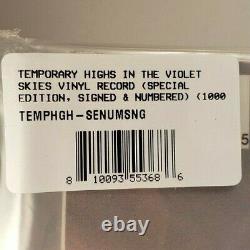 TEMPORARY HIGHS IN THE VIOLET
SKIES VINYL RECORD (SPECIAL
EDITION, SIGNED & NUMBERED) (1000
TEMPHGH-SENUMSNG
5
8 10093 55368 6